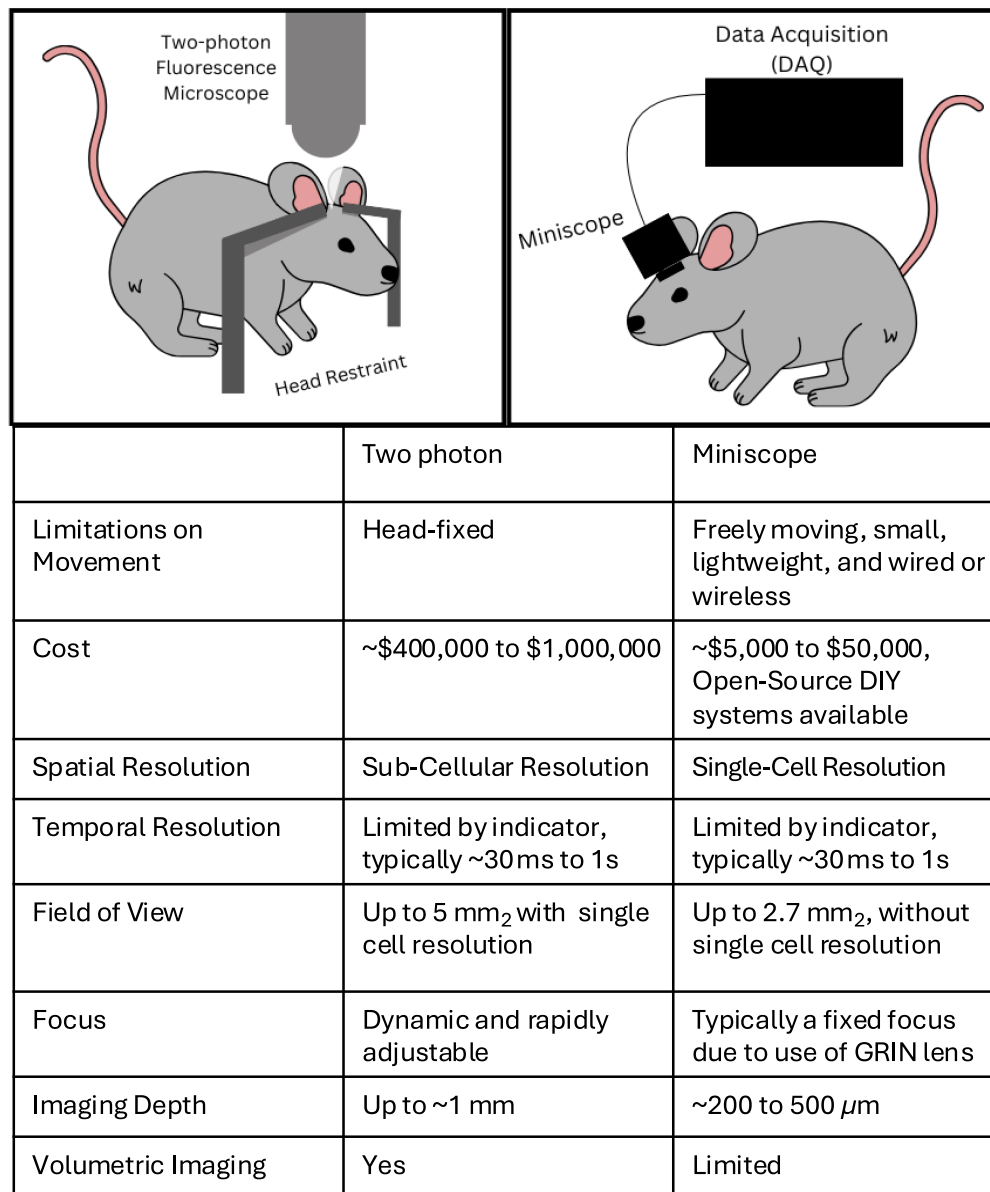 Two-photon
Fluorescence
Microscope
Head Restraint
Data Acquisition
(DAQ)
Miniscope
Two photon
Miniscope
Limitations on
Movement
Head-fixed
Freely moving, small,
lightweight, and wired or
wireless
Cost
~$400,000 to $1,000,000
~$5,000 to $50,000,
Open-Source DIY
systems available
Spatial Resolution
Sub-Cellular Resolution
Single-Cell Resolution
Temporal Resolution
Limited by indicator,
typically ~30ms to 1s
Limited by indicator,
typically ~30ms to 1s
Field of View
Up to 5 mm₂ with single
cell resolution
Up to 2.7 mm₂, without
single cell resolution
Focus
Dynamic and rapidly
adjustable
Typically a fixed focus
due to use of GRIN lens
Imaging Depth
Up to ~1 mm
~200 to 500 µm
Volumetric Imaging
Yes
Limited